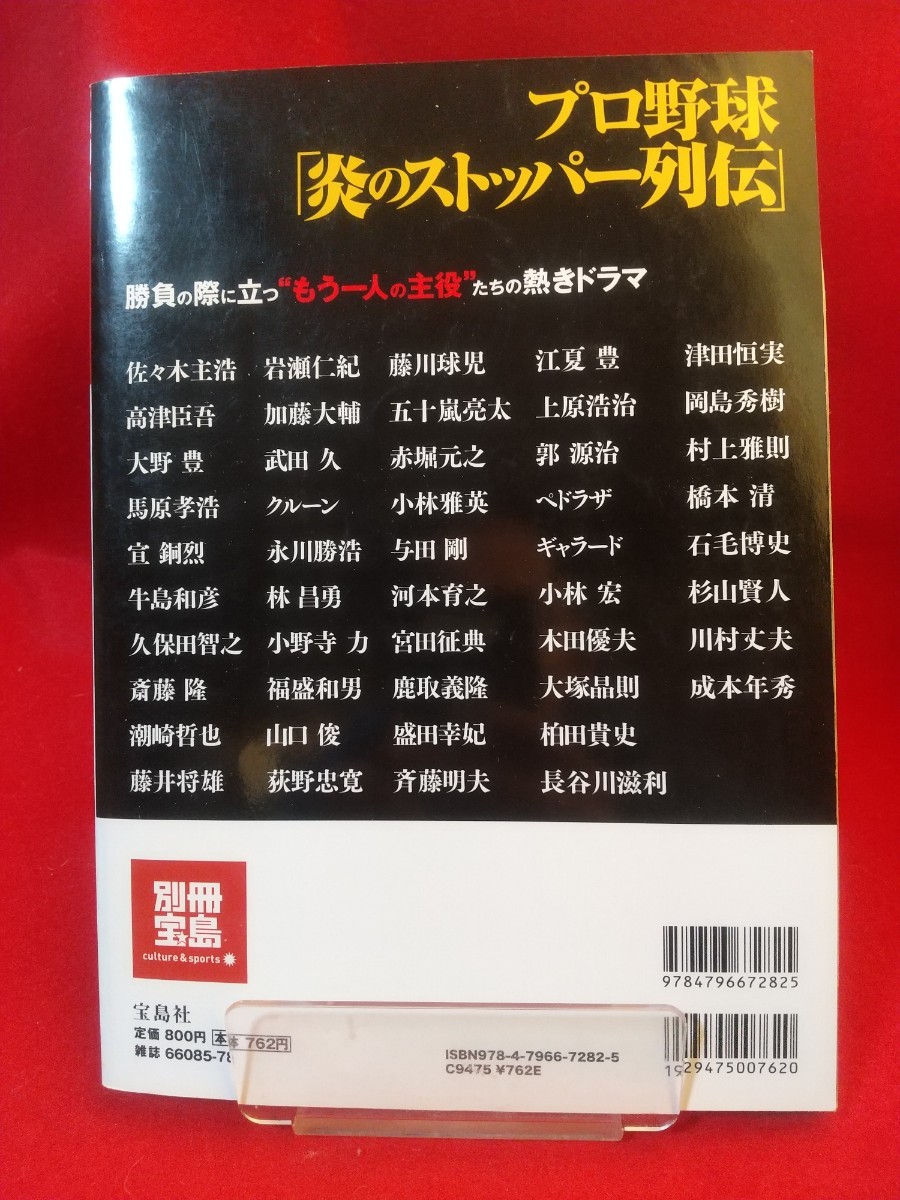 プロ野球
「炎のストッパー列伝」
勝負の際に立つ“もう一人の主役”たちの熱きドラマ
佐々木主浩 岩瀬仁紀 藤川球児 江夏 豊 津田恒実
高津臣吾 加藤大輔 五十嵐亮太 上原浩治 岡島秀樹
大野 豊 武田 久 赤堀元之 郭 源治 村上雅則
馬原孝浩 クルーン 小林雅英 ペドラザ 橋本 清
宣 銅烈 永川勝浩 与田 剛 ギャラード 石毛博史
牛島和彦 林 昌勇 河本育之 小林 宏 杉山賢人
久保田智之 小野寺 力 宮田征典 木田優夫 川村丈夫
斎藤 隆 福盛和男 鹿取義隆 大塚晶則 成本年秀
潮崎哲也 山口 俊 盛田幸妃 柏田貴史
藤井将雄 荻野忠寛 斉藤明夫 長谷川滋利
別冊
宝島
culture & sports
宝島社
定価 800円 本体 762円
雑誌 66085-78
9784796672825
ISBN978-4-7966-7282-5
C9475 ¥762E
1929475007620